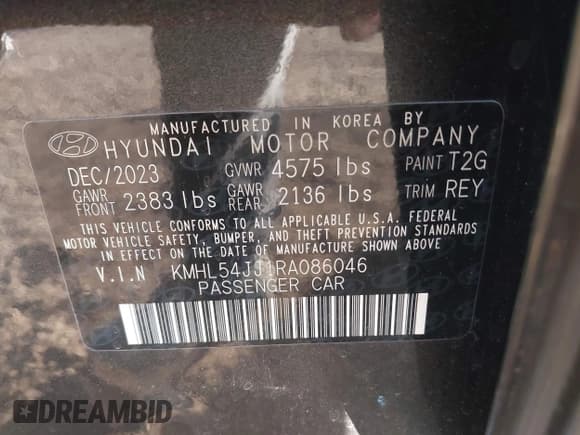 MANUFACTURED IN KOREA BY
HYUNDAI MOTOR COMPANY
DEC/2023 GVWR 4575 lbs PAINT T2G
GAWR FRONT 2383 lbs GAWR REAR 2136 lbs TRIM REY
THIS VEHICLE CONFORMS TO ALL APPLICABLE U.S.A. FEDERAL
MOTOR VEHICLE SAFETY, BUMPER, AND THEFT PREVENTION STANDARDS
IN EFFECT ON THE DATE OF MANUFACTURE SHOWN ABOVE.
V.I.N KMHL54JJ1RA086046
PASSENGER CAR
DREAMBID